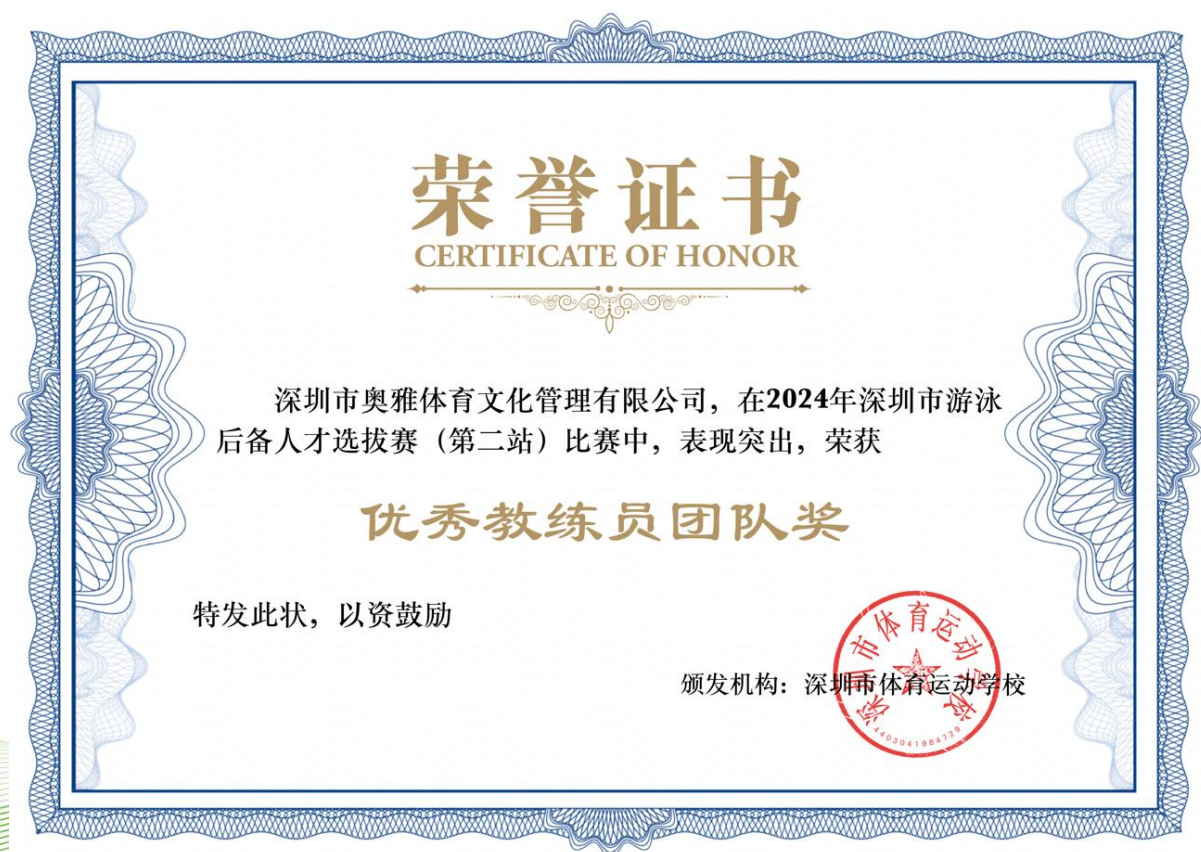 荣誉证书
CERTIFICATE OF HONOR
深圳市奥雅体育文化管理有限公司，在2024年深圳市游泳
后备人才选拔赛（第二站）比赛中，表现突出，荣获
优秀教练员团队奖
特发此状，以资鼓励
颁发机构：深圳市体育运动学校
深圳市体育运动学校
4403041984729